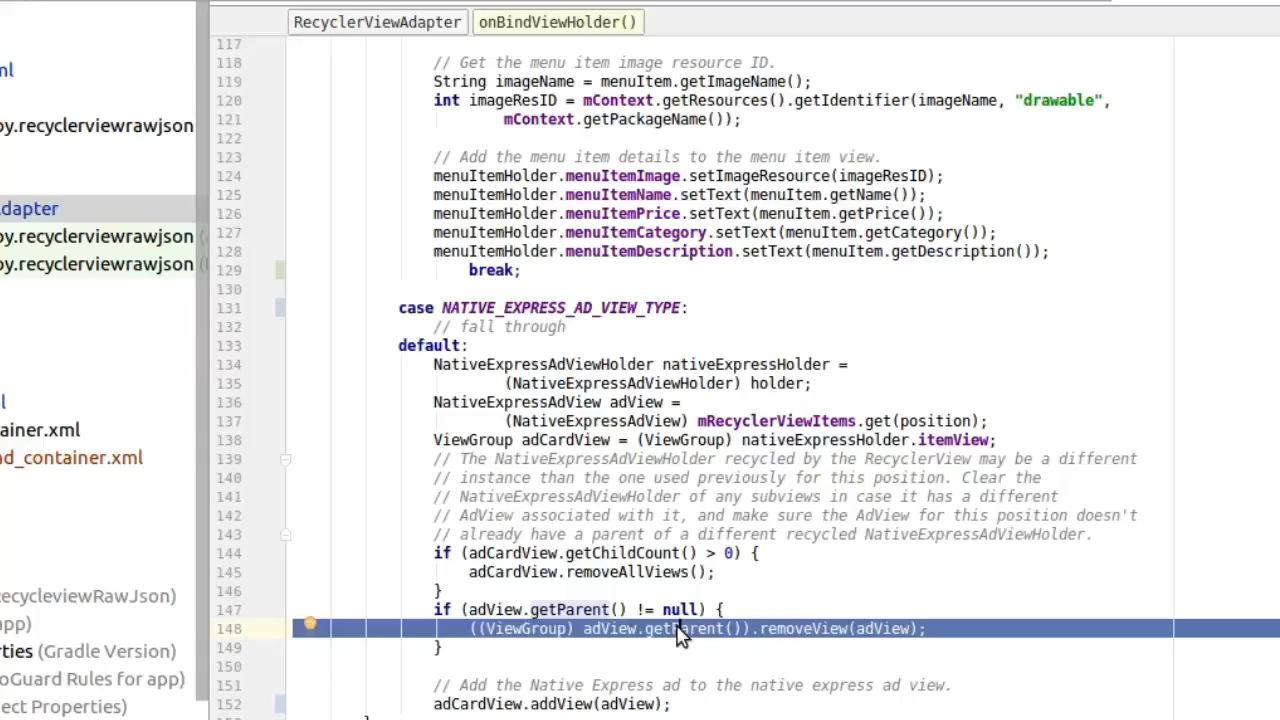 RecyclerViewAdapter onBindViewHolder()
117
118 // Get the menu item image resource ID.
119 String imageName = menuItem.getImageName();
120 int imageResID = mContext.getResources().getIdentifier(imageName, "drawable",
121 mContext.getPackageName());
122
123 // Add the menu item details to the menu item view.
124 menuItemHolder.menuItemImage.setImageResource(imageResID);
125 menuItemHolder.menuItemName.setText(menuItem.getName());
126 menuItemHolder.menuItemPrice.setText(menuItem.getPrice());
127 menuItemHolder.menuItemCategory.setText(menuItem.getCategory());
128 menuItemHolder.menuItemDescription.setText(menuItem.getDescription());
129 break;
130
131 case NATIVE_EXPRESS_AD_VIEW_TYPE:
132 // fall through
133 default:
134 NativeExpressAdViewHolder nativeExpressHolder =
135 (NativeExpressAdViewHolder) holder;
136 NativeExpressAdView adView =
137 (NativeExpressAdView) mRecyclerViewItems.get(position);
138 ViewGroup adCardView = (ViewGroup) nativeExpressHolder.itemView;
139 // The NativeExpressAdViewHolder recycled by the RecyclerView may be a different
140 // instance than the one used previously for this position. Clear the
141 // NativeExpressAdViewHolder of any subviews in case it has a different
142 // AdView associated with it, and make sure the AdView for this position doesn't
143 // already have a parent of a different recycled NativeExpressAdViewHolder.
144 if (adCardView.getChildCount() > 0) {
145 adCardView.removeAllViews();
146 }
147 if (adView.getParent() != null) {
148 ((ViewGroup) adView.getParent()).removeView(adView);
149 }
150
151 // Add the Native Express ad to the native express ad view.
152 adCardView.addView(adView);
ml
oy.recyclerviewrawjson
dapter
oy.recyclerviewrawjson
oy.recyclerviewrawjson
l
ainer.xml
ad_container.xml
RecycleviewRawJson)
app)
rties (Gradle Version)
oGuard Rules for app)
ect Properties)